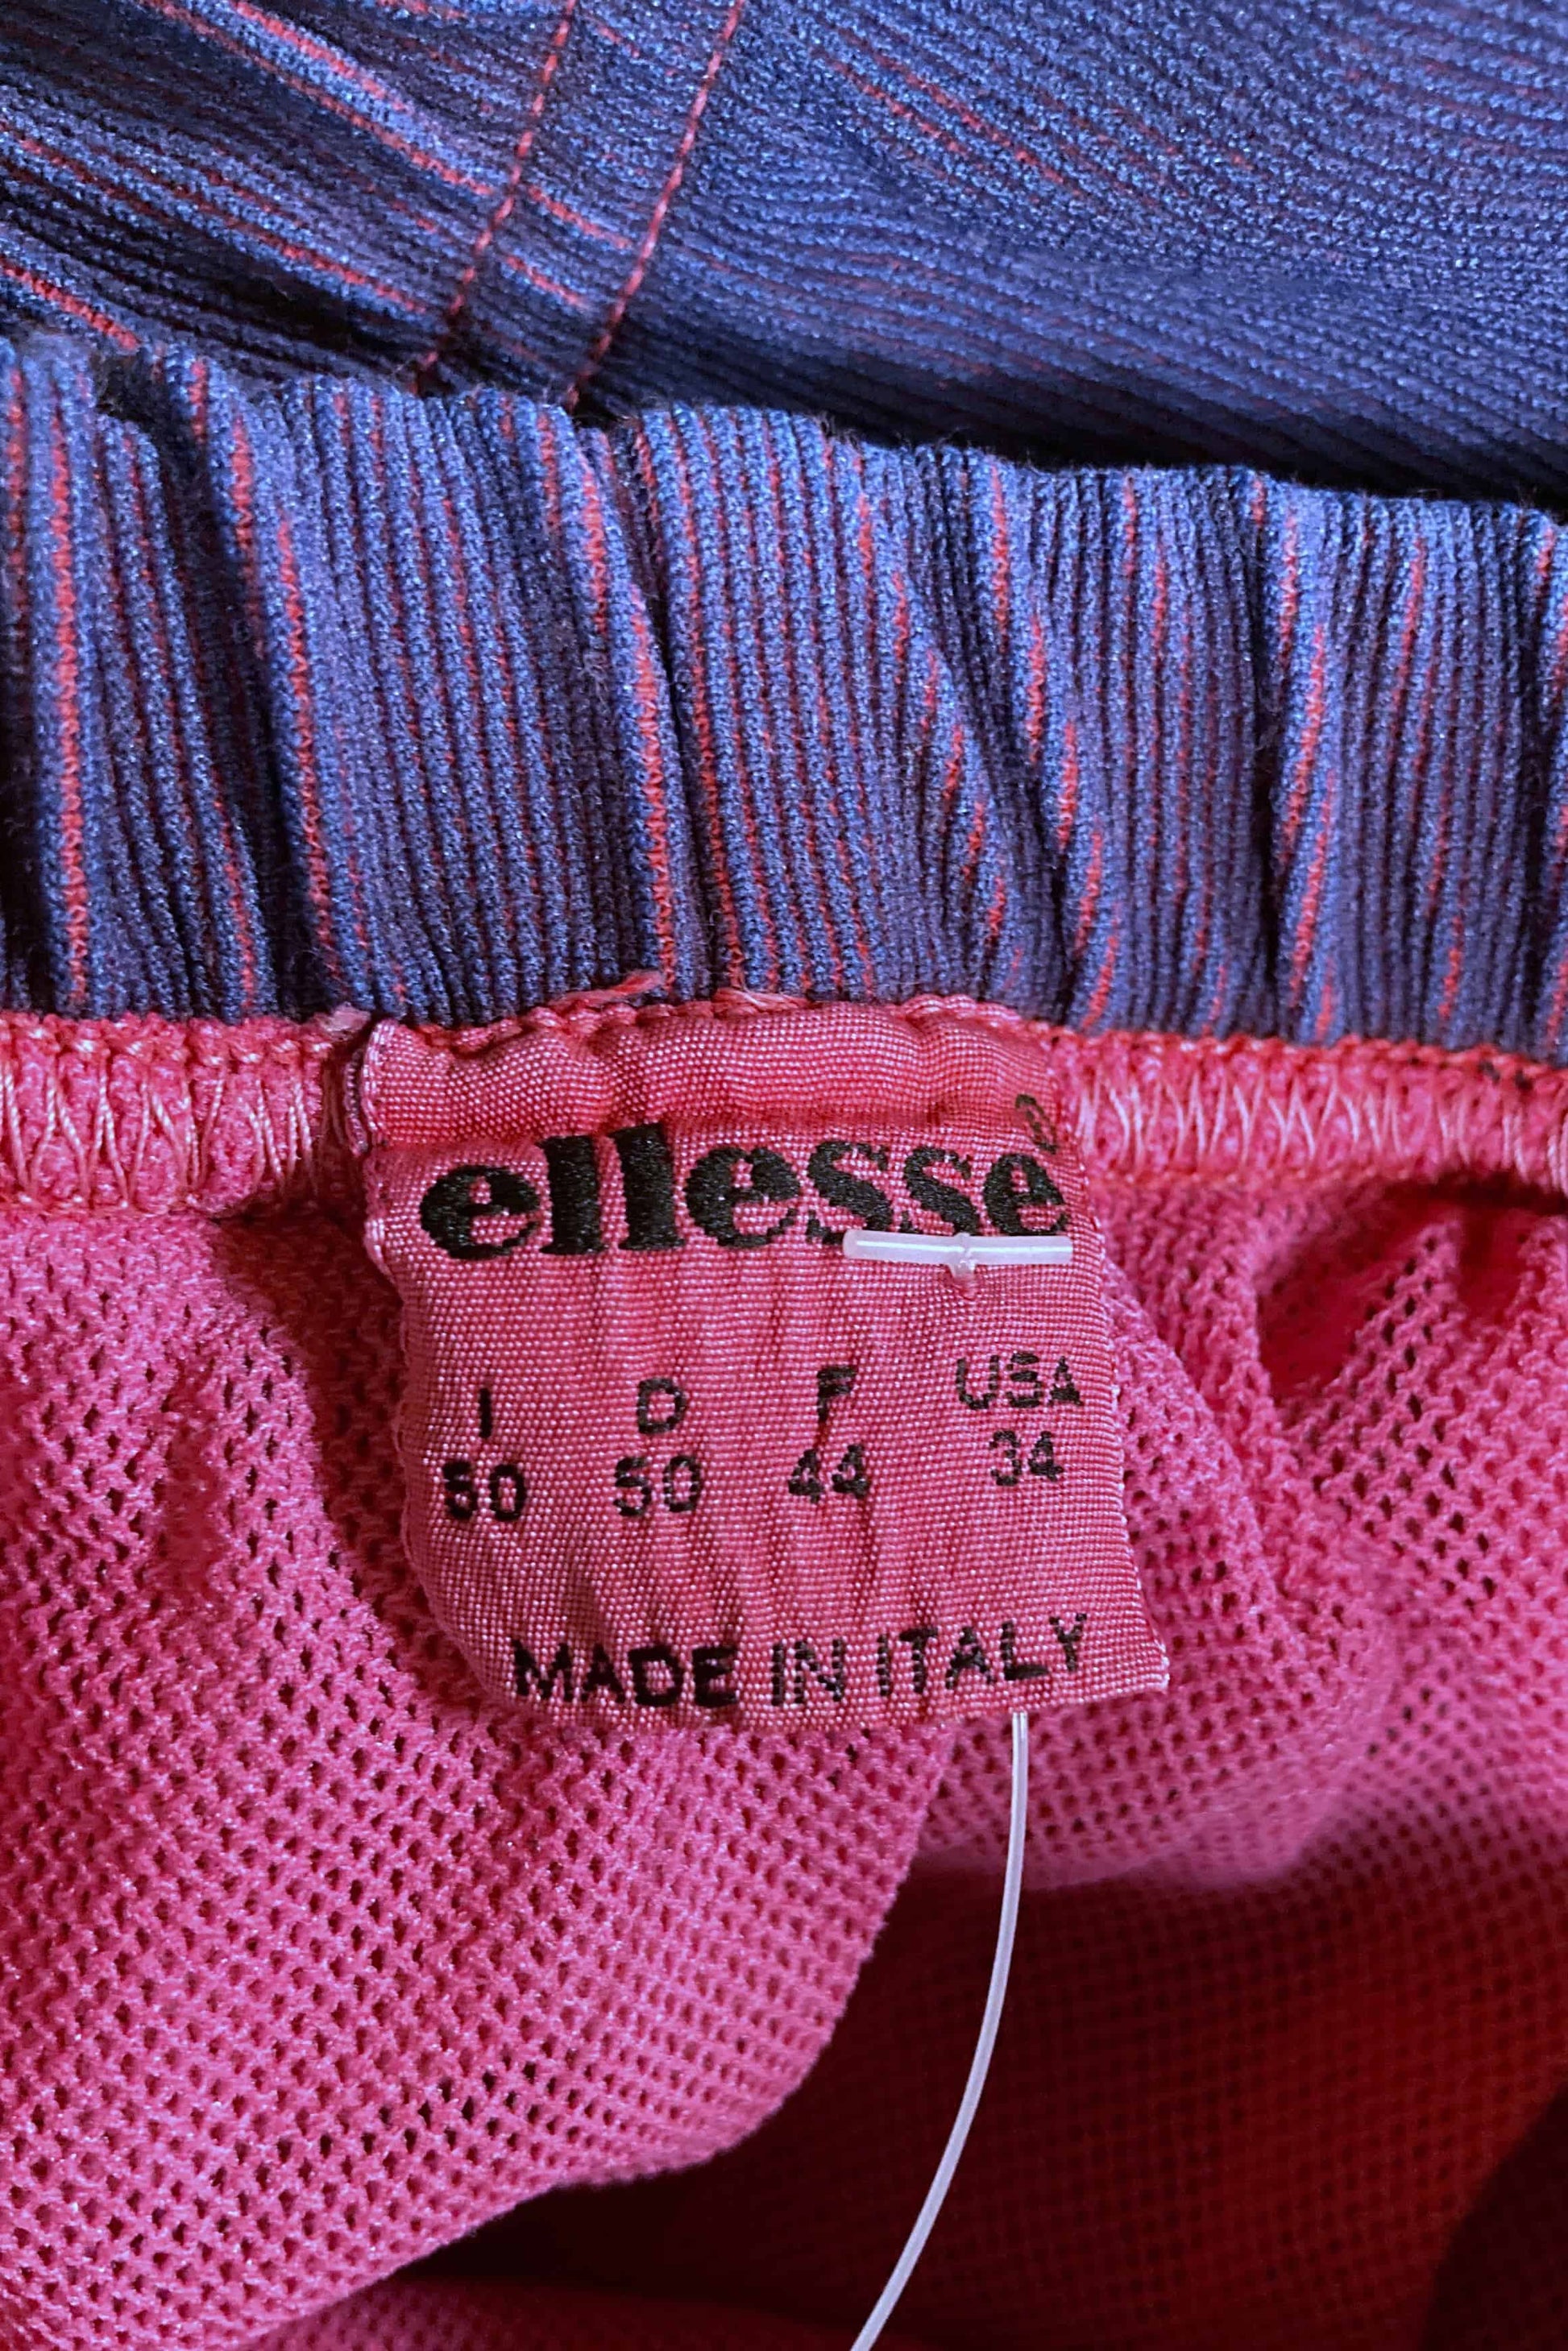 ellesse®
I D F USA
50 50 44 34
MADE IN ITALY